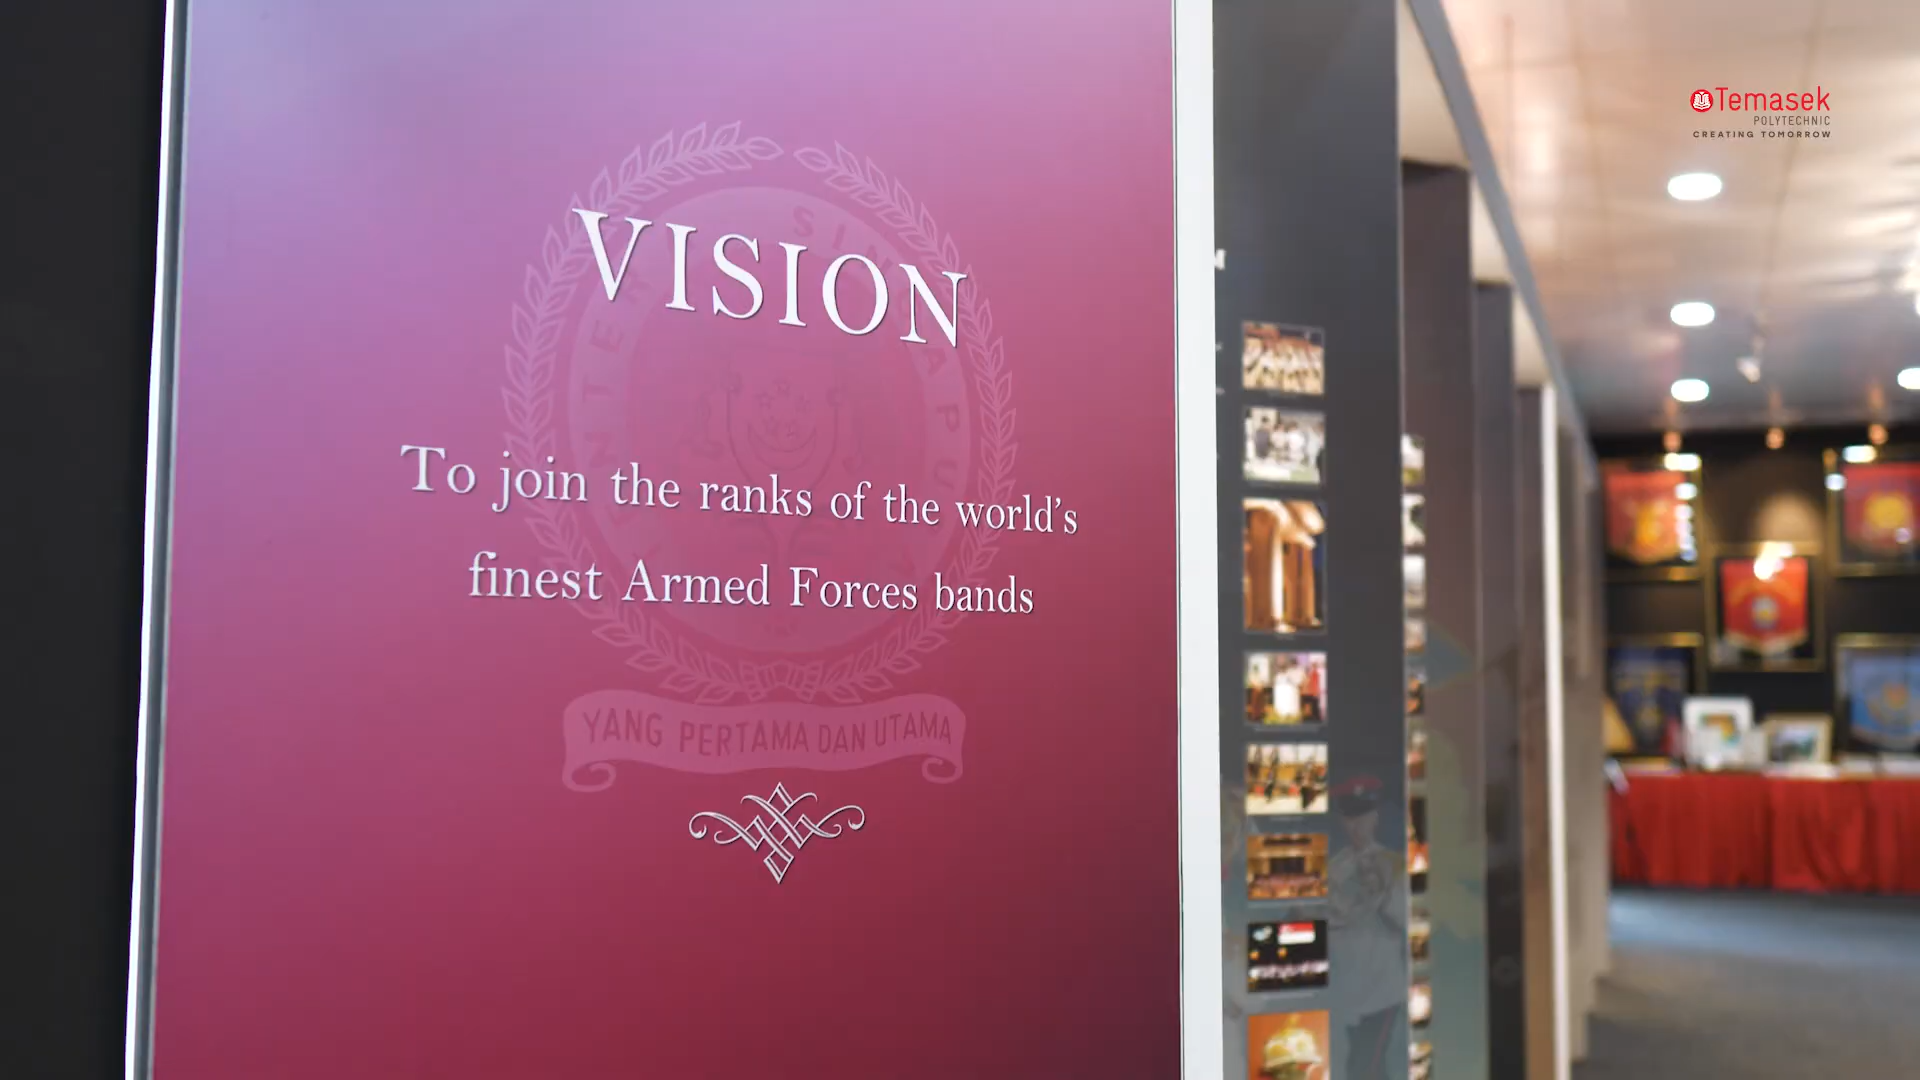 Temasek
POLYTECHNIC
CREATING TOMORROW
VISION
To join the ranks of the world's
finest Armed Forces bands
YANG PERTAMA DAN UTAMA